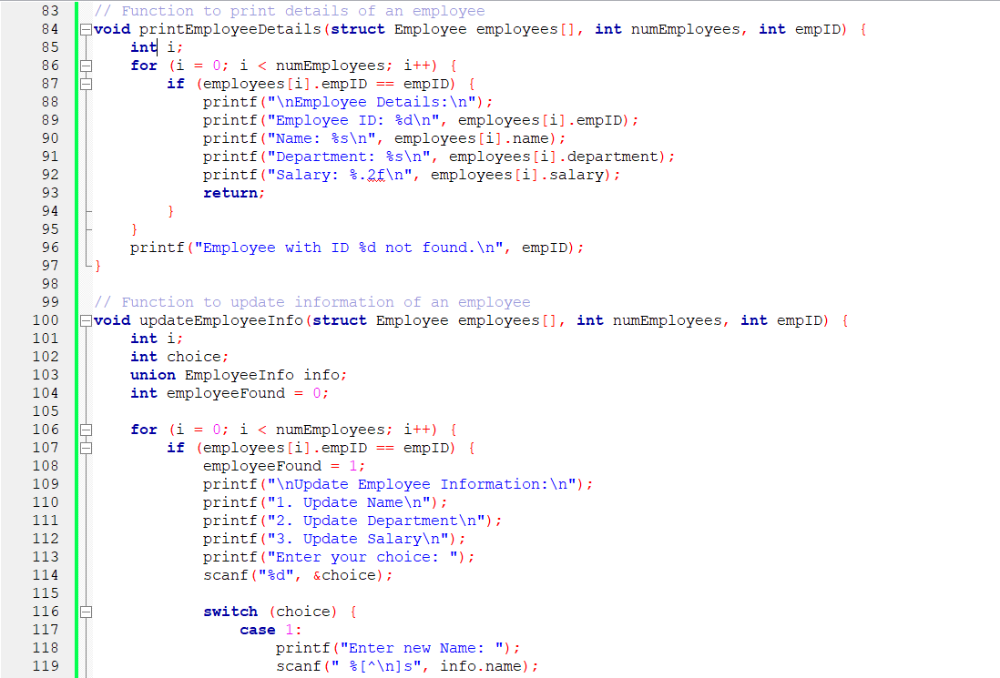 83 // Function to print details of an employee
84 void printEmployeeDetails(struct Employee employees[], int numEmployees, int empID) {
85     int i;
86     for (i = 0; i < numEmployees; i++) {
87         if (employees[i].empID == empID) {
88             printf("\nEmployee Details:\n");
89             printf("Employee ID: %d\n", employees[i].empID);
90             printf("Name: %s\n", employees[i].name);
91             printf("Department: %s\n", employees[i].department);
92             printf("Salary: %.2f\n", employees[i].salary);
93             return;
94         }
95     }
96     printf("Employee with ID %d not found.\n", empID);
97 }
98
99 // Function to update information of an employee
100 void updateEmployeeInfo(struct Employee employees[], int numEmployees, int empID) {
101     int i;
102     int choice;
103     union EmployeeInfo info;
104     int employeeFound = 0;
105
106     for (i = 0; i < numEmployees; i++) {
107         if (employees[i].empID == empID) {
108             employeeFound = 1;
109             printf("\nUpdate Employee Information:\n");
110             printf("1. Update Name\n");
111             printf("2. Update Department\n");
112             printf("3. Update Salary\n");
113             printf("Enter your choice: ");
114             scanf("%d", &choice);
115
116             switch (choice) {
117                 case 1:
118                     printf("Enter new Name: ");
119                     scanf(" %[^\n]s", info.name);